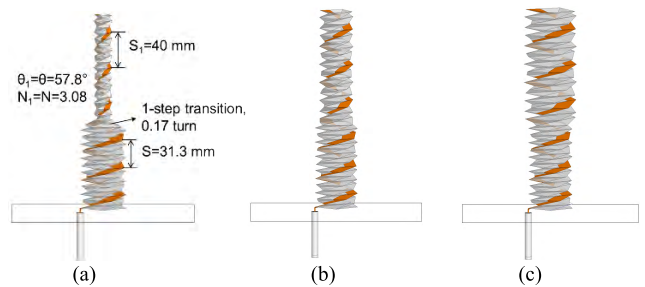 S₁=40 mm
θ₁=θ=57.8°
N₁=N=3.08
1-step transition,
0.17 turn
S=31.3 mm
(a) (b) (c)